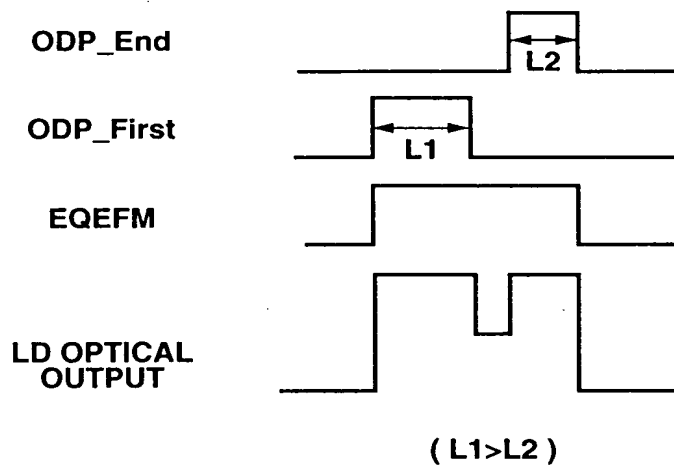 ODP_End
L2
ODP_First
L1
EQEFM
LD OPTICAL
OUTPUT
( L1>L2 )